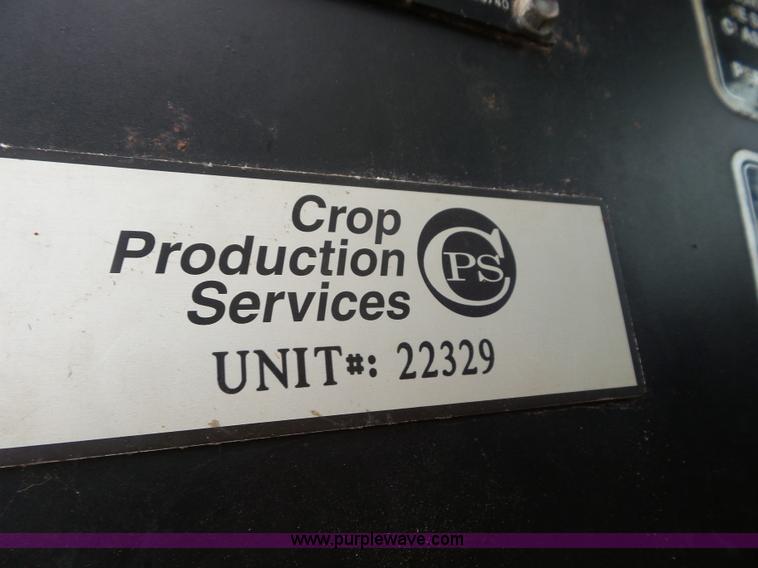 Crop
Production
Services
CPS
UNIT#: 22329
www.purplewave.com